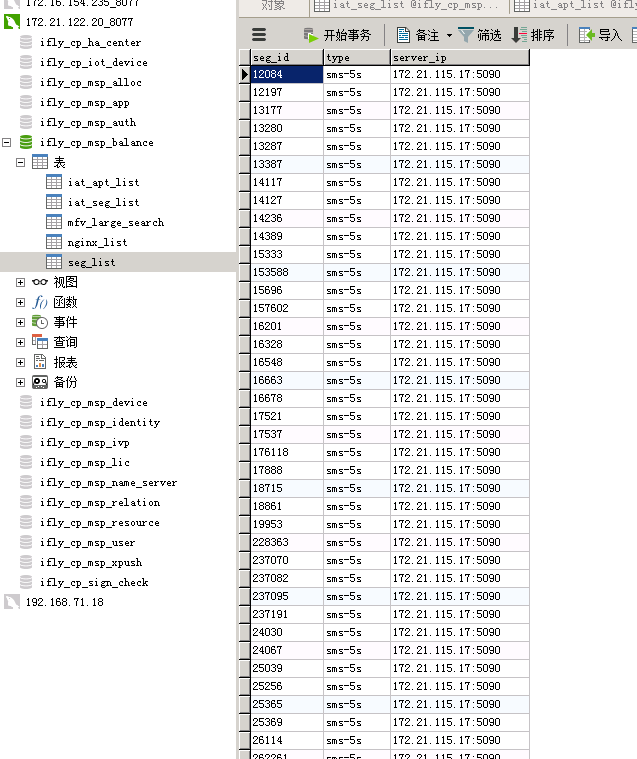 172.16.154.235_8077
172.21.122.20_8077
ifly_cp_ha_center
ifly_cp_iot_device
ifly_cp_msp_alloc
ifly_cp_msp_app
ifly_cp_msp_auth
ifly_cp_msp_balance
表
iat_apt_list
iat_seg_list
mfv_large_search
nginx_list
seg_list
视图
函数
事件
查询
报表
备份
ifly_cp_msp_device
ifly_cp_msp_identity
ifly_cp_msp_ivp
ifly_cp_msp_lic
ifly_cp_msp_name_server
ifly_cp_msp_relation
ifly_cp_msp_resource
ifly_cp_msp_user
ifly_cp_msp_xpush
ifly_cp_sign_check
192.168.71.18
对象 iat_seg_list @ifly_cp_msp... iat_apt_list @ifly
开始事务 备注 筛选 排序 导入
seg_id type server_ip
12084 sms-5s 172.21.115.17:5090
12197 sms-5s 172.21.115.17:5090
13177 sms-5s 172.21.115.17:5090
13280 sms-5s 172.21.115.17:5090
13287 sms-5s 172.21.115.17:5090
13387 sms-5s 172.21.115.17:5090
14117 sms-5s 172.21.115.17:5090
14127 sms-5s 172.21.115.17:5090
14236 sms-5s 172.21.115.17:5090
14389 sms-5s 172.21.115.17:5090
15333 sms-5s 172.21.115.17:5090
153588 sms-5s 172.21.115.17:5090
15696 sms-5s 172.21.115.17:5090
157602 sms-5s 172.21.115.17:5090
16201 sms-5s 172.21.115.17:5090
16328 sms-5s 172.21.115.17:5090
16548 sms-5s 172.21.115.17:5090
16663 sms-5s 172.21.115.17:5090
16678 sms-5s 172.21.115.17:5090
17521 sms-5s 172.21.115.17:5090
17537 sms-5s 172.21.115.17:5090
176118 sms-5s 172.21.115.17:5090
17888 sms-5s 172.21.115.17:5090
18715 sms-5s 172.21.115.17:5090
18861 sms-5s 172.21.115.17:5090
19953 sms-5s 172.21.115.17:5090
228363 sms-5s 172.21.115.17:5090
237070 sms-5s 172.21.115.17:5090
237082 sms-5s 172.21.115.17:5090
237095 sms-5s 172.21.115.17:5090
237191 sms-5s 172.21.115.17:5090
24030 sms-5s 172.21.115.17:5090
24067 sms-5s 172.21.115.17:5090
25039 sms-5s 172.21.115.17:5090
25256 sms-5s 172.21.115.17:5090
25365 sms-5s 172.21.115.17:5090
25369 sms-5s 172.21.115.17:5090
26114 sms-5s 172.21.115.17:5090
262261 sms-5s 172.21.115.17:5090